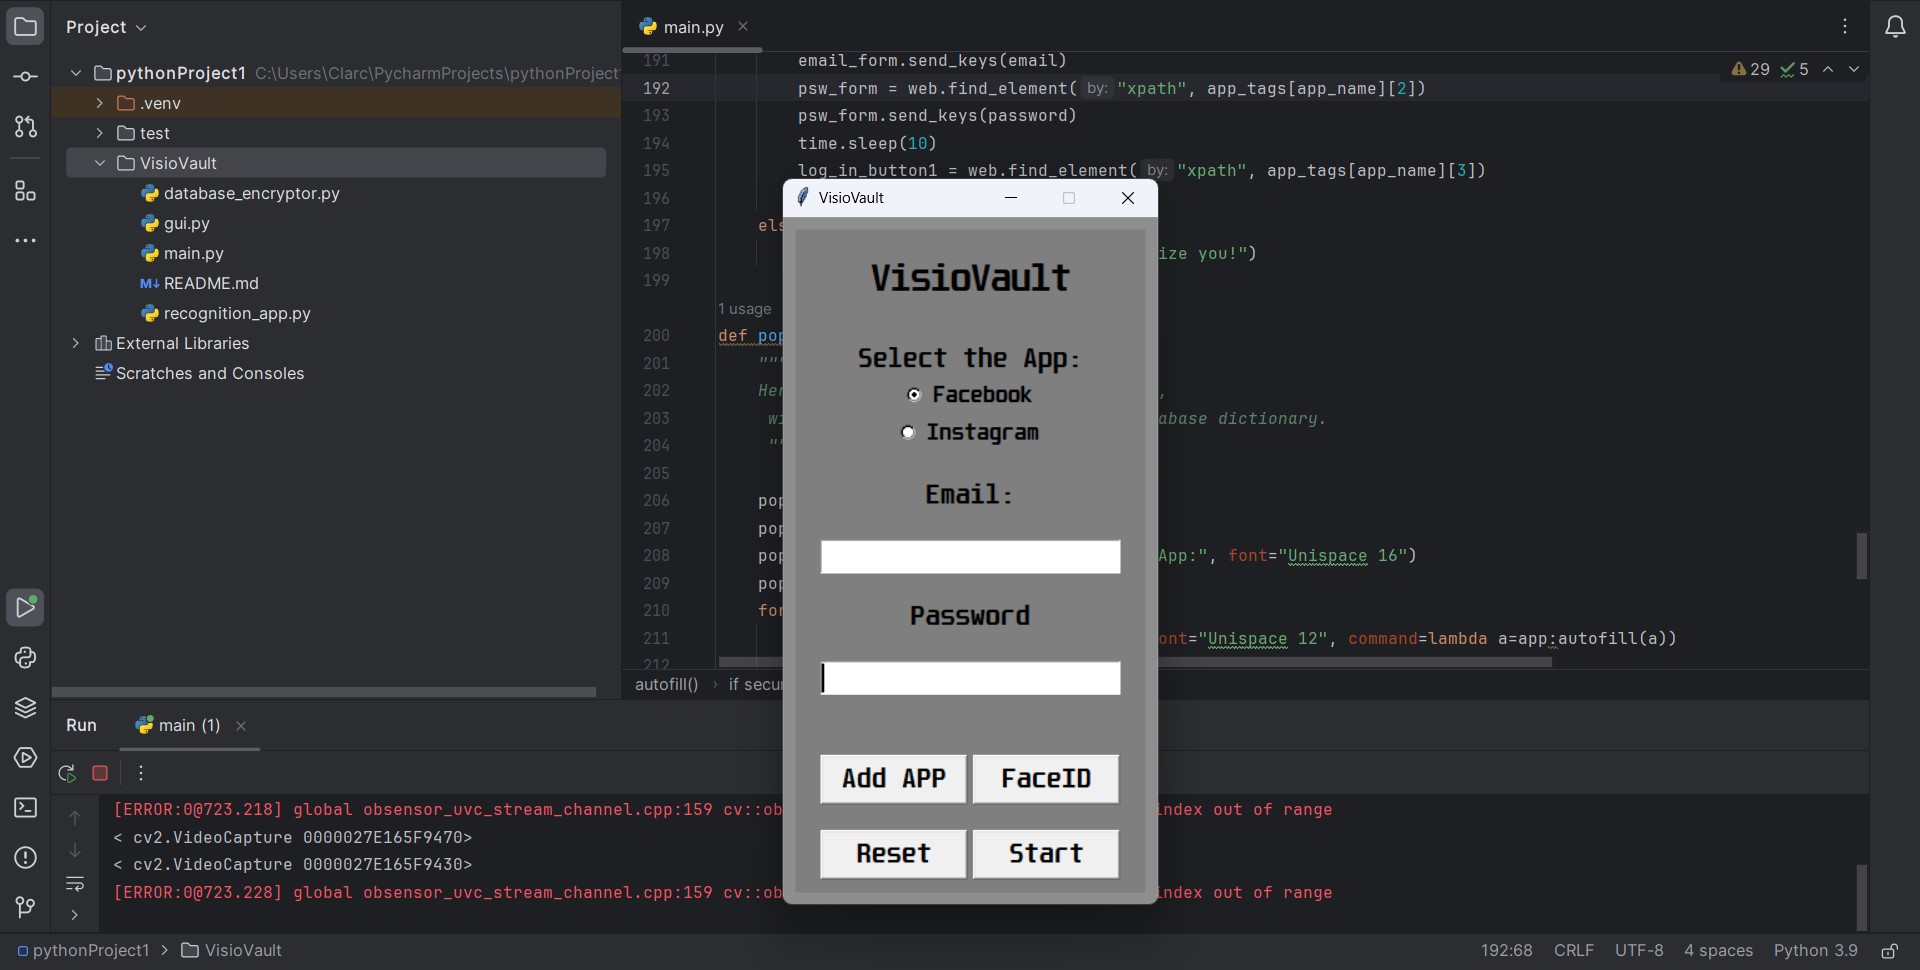 Project
main.py
pythonProject1 C:\Users\Clarc\PycharmProjects\pythonProject
.venv
test
VisioVault
database_encryptor.py
gui.py
main.py
README.md
recognition_app.py
External Libraries
Scratches and Consoles
29 5
191 email_form.send_keys(email)
192 psw_form = web.find_element( by: "xpath", app_tags[app_name][2])
193 psw_form.send_keys(password)
194 time.sleep(10)
195 log_in_button1 = web.find_element( by: "xpath", app_tags[app_name][3])
196
197 els
198 ize you!")
199
1 usage
200 def pop
201 """
202 Her ,
203 wi abase dictionary.
204 ""
205
206 pop
207 pop
208 pop App:", font="Unispace 16")
209 pop
210 for
211 ont="Unispace 12", command=lambda a=app:autofill(a))
212
autofill() › if secu
VisioVault
VisioVault
Select the App:
Facebook
Instagram
Email:
Password
Add APP FaceID
Reset Start
Run main (1)
[ERROR:0@723.218] global obsensor_uvc_stream_channel.cpp:159 cv::ob index out of range
< cv2.VideoCapture 0000027E165F9470>
< cv2.VideoCapture 0000027E165F9430>
[ERROR:0@723.228] global obsensor_uvc_stream_channel.cpp:159 cv::ob index out of range
pythonProject1 > VisioVault
192:68 CRLF UTF-8 4 spaces Python 3.9